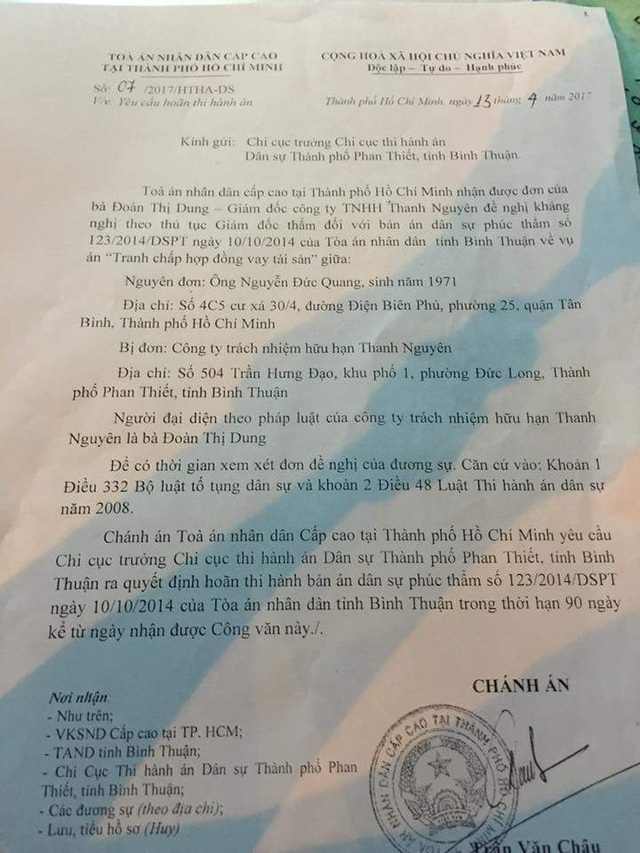 TOÀ ÁN NHÂN DÂN CẤP CAO
TẠI THÀNH PHỐ HỒ CHÍ MINH
CỘNG HOÀ XÃ HỘI CHỦ NGHĨA VIỆT NAM
Độc lập – Tự do – Hạnh phúc
Số: 07 /2017/HTHA-DS
V/v: Yêu cầu hoãn thi hành án
Thành phố Hồ Chí Minh, ngày 13 tháng 4 năm 2017
Kính gửi: Chi cục trưởng Chi cục thi hành án
Dân sự Thành phố Phan Thiết, tỉnh Bình Thuận.
Toà án nhân dân cấp cao tại Thành phố Hồ Chí Minh nhận được đơn của
bà Đoàn Thị Dung – Giám đốc công ty TNHH Thanh Nguyên đề nghị kháng
nghị theo thủ tục Giám đốc thẩm đối với bản án dân sự phúc thẩm số
123/2014/DSPT ngày 10/10/2014 của Tòa án nhân dân tỉnh Bình Thuận về vụ
án “Tranh chấp hợp đồng vay tài sản” giữa:
Nguyên đơn: Ông Nguyễn Đức Quang, sinh năm 1971
Địa chỉ: Số 4C5 cư xá 30/4, đường Điện Biên Phủ, phường 25, quận Tân
Bình, Thành phố Hồ Chí Minh
Bị đơn: Công ty trách nhiệm hữu hạn Thanh Nguyên
Địa chỉ: Số 504 Trần Hưng Đạo, khu phố 1, phường Đức Long, Thành
phố Phan Thiết, tỉnh Bình Thuận
Người đại diện theo pháp luật của công ty trách nhiệm hữu hạn Thanh
Nguyên là bà Đoàn Thị Dung
Để có thời gian xem xét đơn đề nghị của đương sự. Căn cứ vào: Khoản 1
Điều 332 Bộ luật tố tụng dân sự và khoản 2 Điều 48 Luật Thi hành án dân sự
năm 2008.
Chánh án Toà án nhân dân Cấp cao tại Thành phố Hồ Chí Minh yêu cầu
Chi cục trưởng Chi cục thi hành án Dân sự Thành phố Phan Thiết, tỉnh Bình
Thuận ra quyết định hoãn thi hành bản án dân sự phúc thẩm số 123/2014/DSPT
ngày 10/10/2014 của Tòa án nhân dân tỉnh Bình Thuận trong thời hạn 90 ngày
kể từ ngày nhận được Công văn này./.
CHÁNH ÁN
Nơi nhận:
- Như trên;
- VKSND Cấp cao tại TP. HCM;
- TAND tỉnh Bình Thuận;
- Chi Cục Thi hành án Dân sự Thành phố Phan
Thiết, tỉnh Bình Thuận;
- Các đương sự (theo địa chỉ);
- Lưu, tiểu hồ sơ (Huy)
TOÀ ÁN NHÂN DÂN CẤP CAO TẠI THÀNH PHỐ HỒ CHÍ MINH
Trần Văn Châu